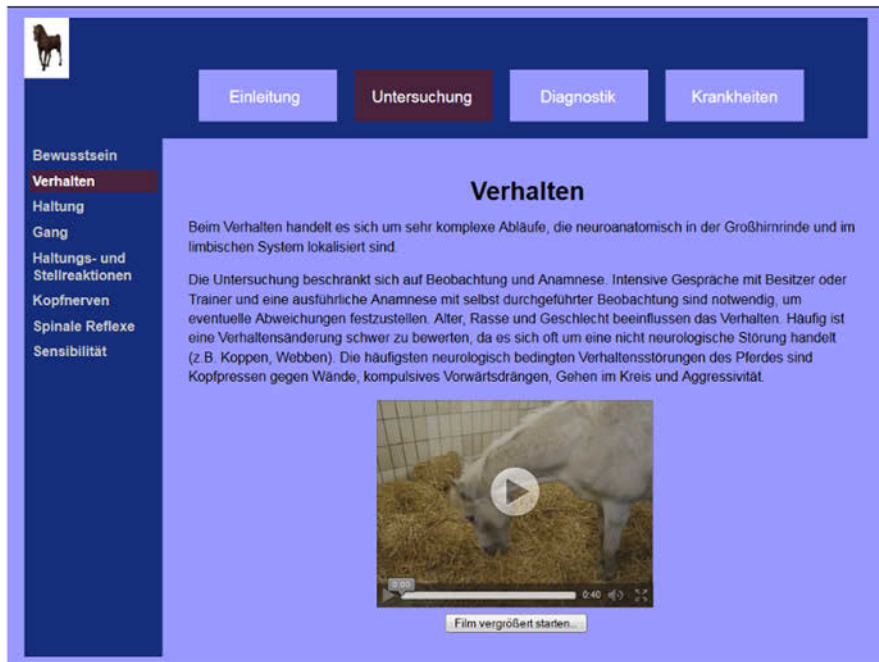 Einleitung
Untersuchung
Diagnostik
Krankheiten
Bewusstsein
Verhalten
Haltung
Gang
Haltungs- und
Stellreaktionen
Kopfnerven
Spinale Reflexe
Sensibilität
Verhalten
Beim Verhalten handelt es sich um sehr komplexe Abläufe, die neuroanatomisch in der Großhirnrinde und im
limbischen System lokalisiert sind.
Die Untersuchung beschränkt sich auf Beobachtung und Anamnese. Intensive Gespräche mit Besitzer oder
Trainer und eine ausführliche Anamnese mit selbst durchgeführter Beobachtung sind notwendig, um
eventuelle Abweichungen festzustellen. Alter, Rasse und Geschlecht beeinflussen das Verhalten. Häufig ist
eine Verhaltensänderung schwer zu bewerten, da es sich oft um eine nicht neurologische Störung handelt
(z.B. Koppen, Webben). Die häufigsten neurologisch bedingten Verhaltensstörungen des Pferdes sind
Kopfpressen gegen Wände, kompulsives Vorwärtsdrängen, Gehen im Kreis und Aggressivität.
0:00
0:40
Film vergrößert starten...